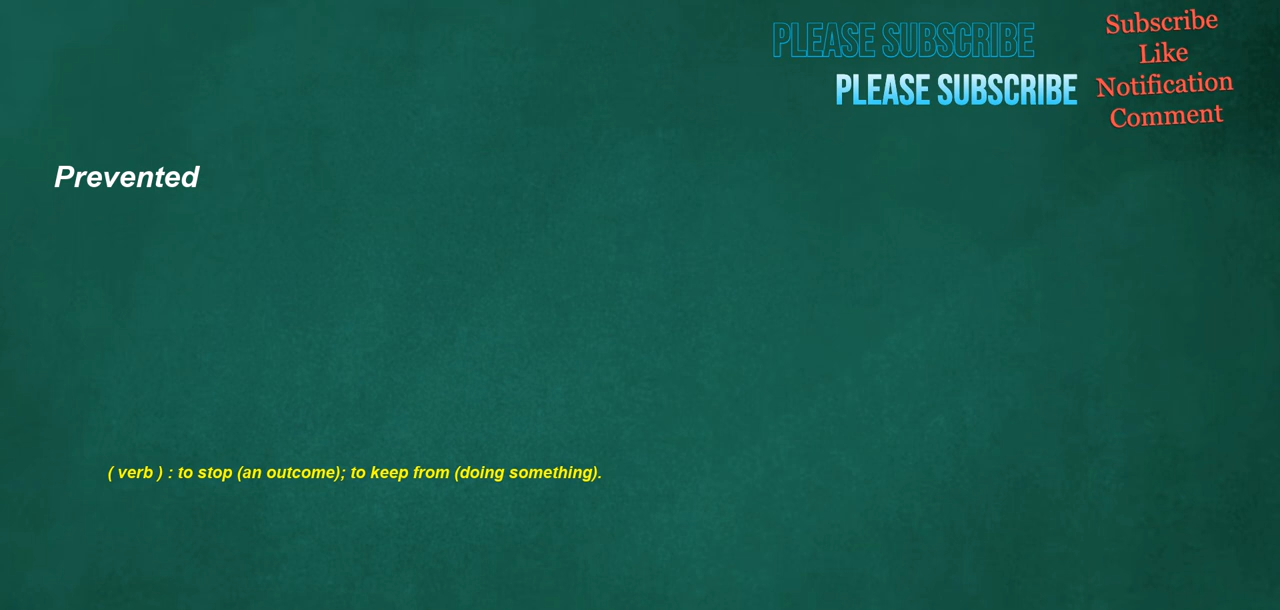 PLEASE SUBSCRIBE
PLEASE SUBSCRIBE
Subscribe
Like
Notification
Comment
Prevented
( verb ) : to stop (an outcome); to keep from (doing something).